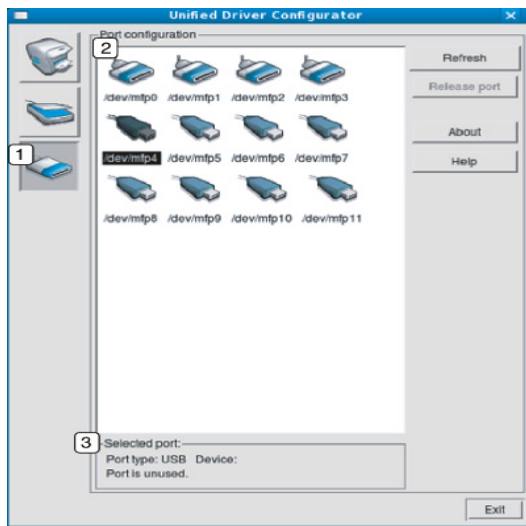 Unified Driver Configurator
Port configuration
2
/dev/mfp0 /dev/mfp1 /dev/mfp2 /dev/mfp3
Refresh
Release port
/dev/mfp4 /dev/mfp5 /dev/mfp6 /dev/mfp7
About
1
Help
/dev/mfp8 /dev/mfp9 /dev/mfp10 /dev/mfp11
3
Selected port:
Port type: USB Device:
Port is unused.
Exit